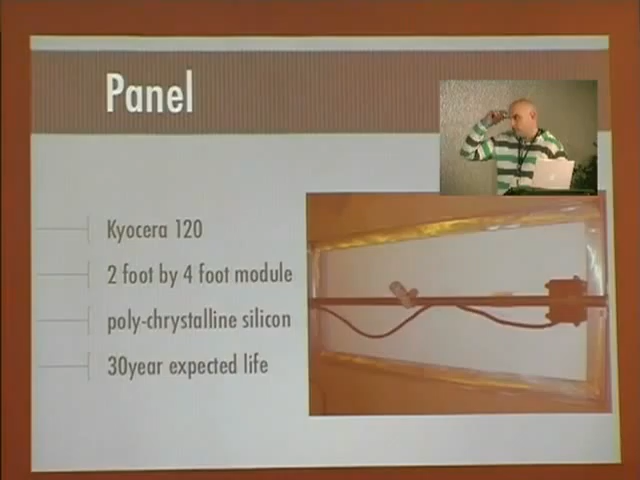 Panel
Kyocera 120
2 foot by 4 foot module
poly-chrystalline silicon
30year expected life